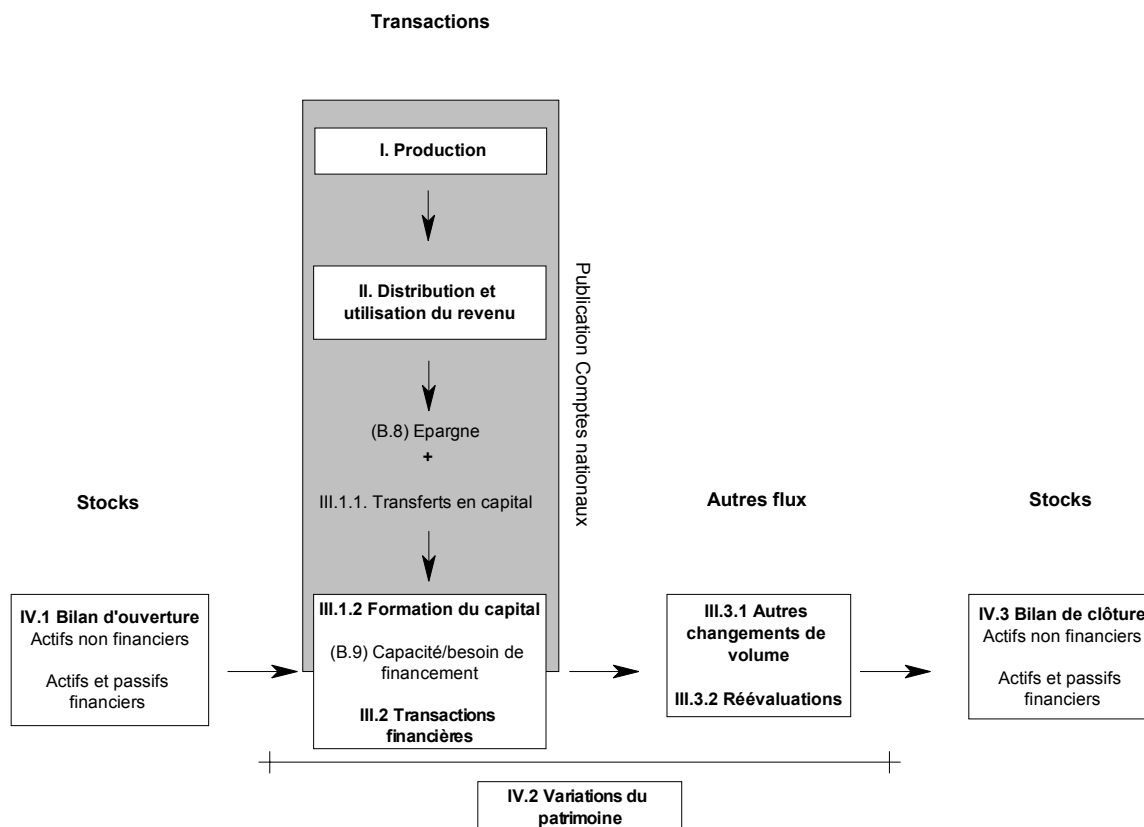 Transactions
I. Production
II. Distribution et
utilisation du revenu
(B.8) Epargne
+
III.1.1. Transferts en capital
Publication Comptes nationaux
Stocks
IV.1 Bilan d'ouverture
Actifs non financiers
Actifs et passifs
financiers
III.1.2 Formation du capital
(B.9) Capacité/besoin de
financement
III.2 Transactions
financières
Autres flux
III.3.1 Autres
changements de
volume
III.3.2 Réévaluations
Stocks
IV.3 Bilan de clôture
Actifs non financiers
Actifs et passifs
financiers
IV.2 Variations du
patrimoine